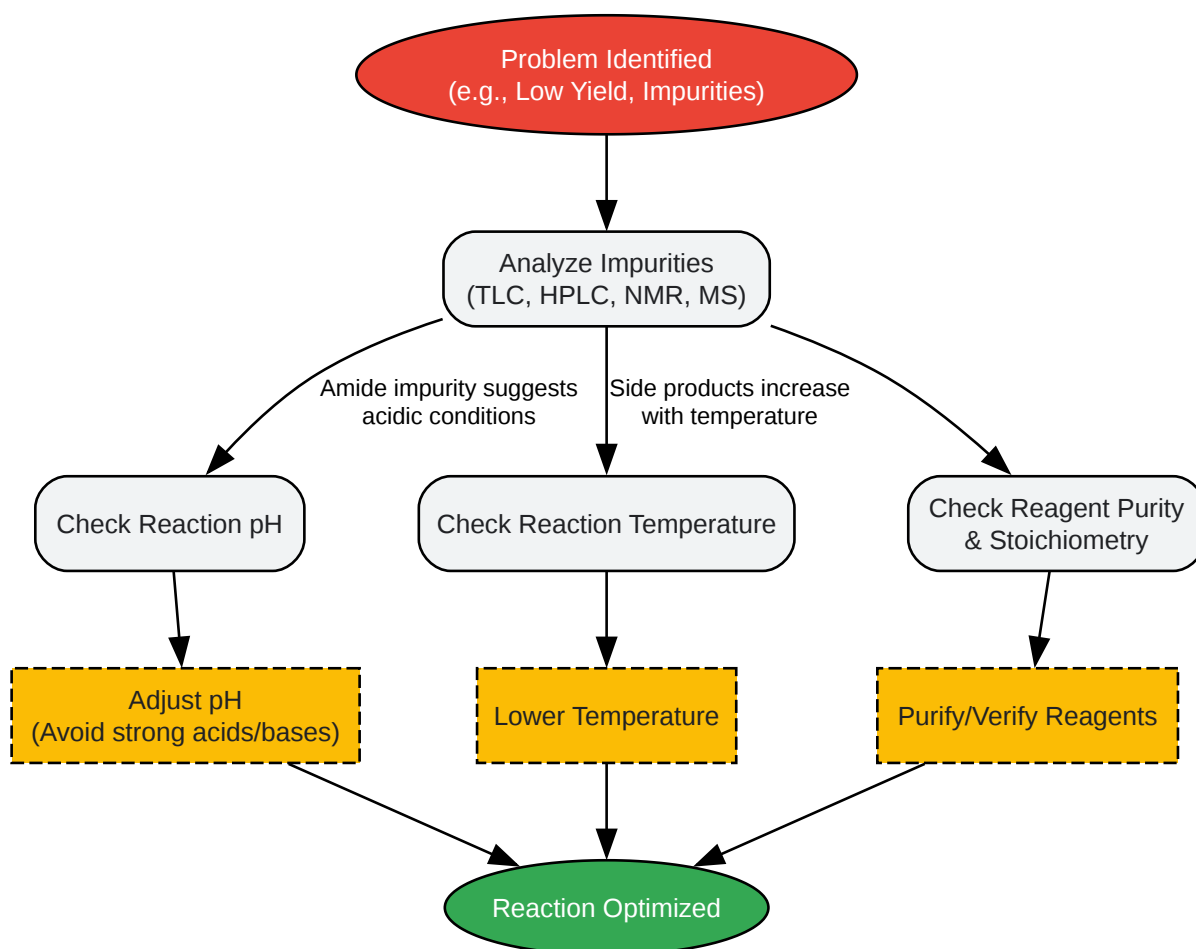 Problem Identified
(e.g., Low Yield, Impurities)
Analyze Impurities
(TLC, HPLC, NMR, MS)
Amide impurity suggests
acidic conditions
Side products increase
with temperature
Check Reaction pH
Check Reaction Temperature
Check Reagent Purity
& Stoichiometry
Adjust pH
(Avoid strong acids/bases)
Lower Temperature
Purify/Verify Reagents
Reaction Optimized